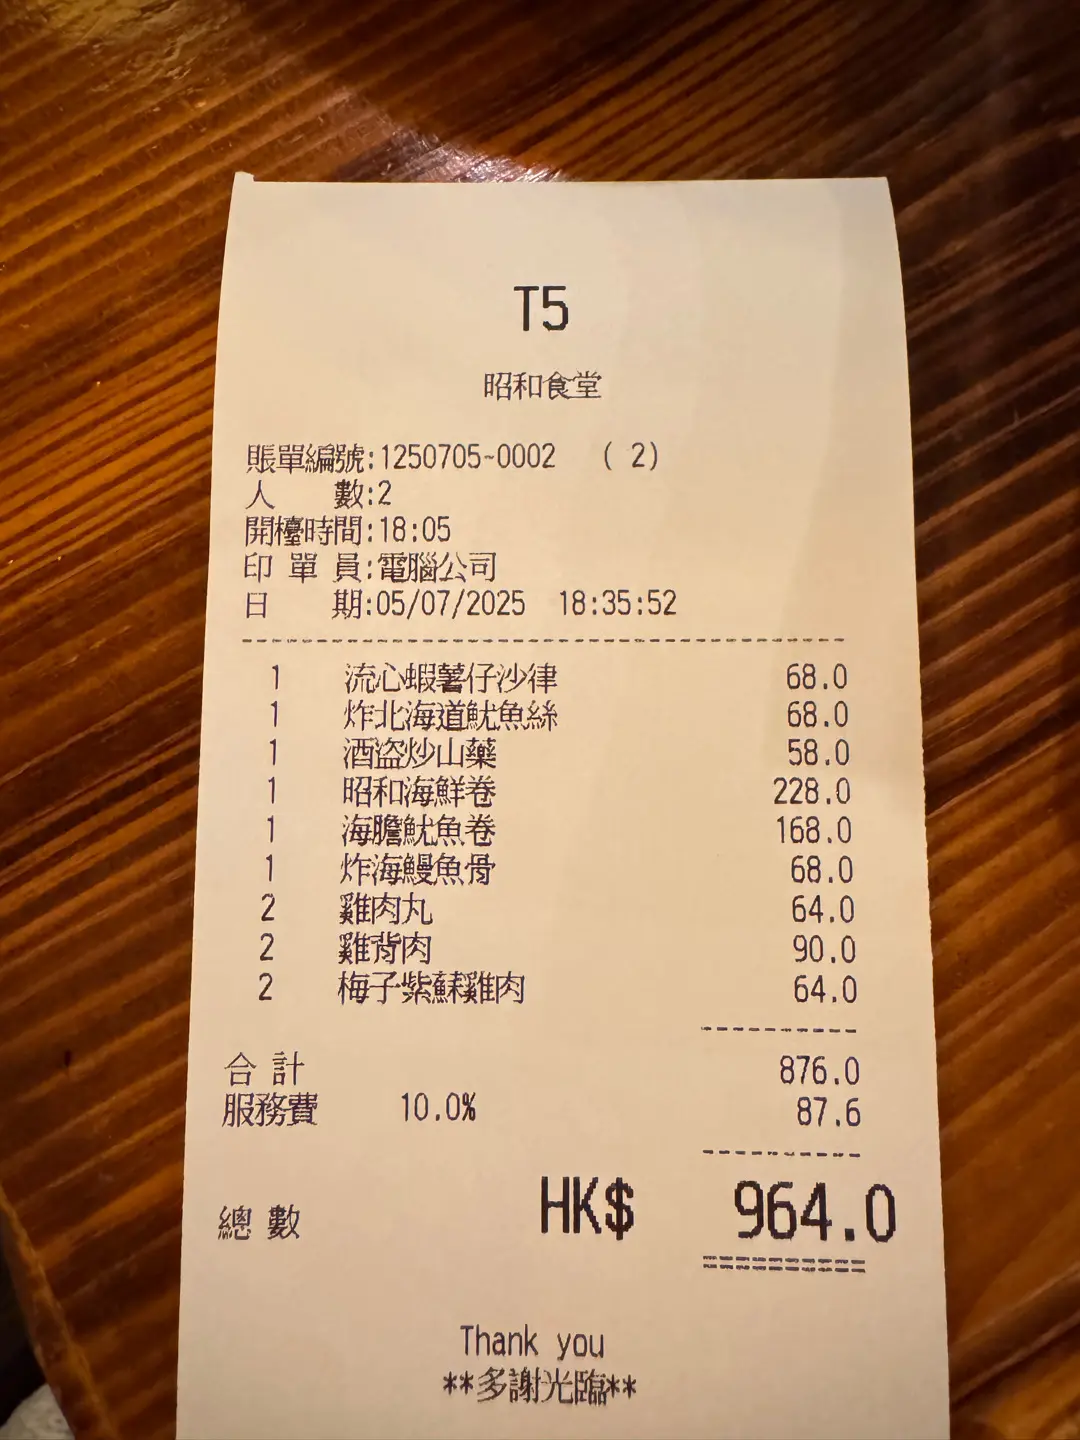 T5
昭和食堂
賬單編號:1250705-0002 ( 2)
人 數:2
開檯時間:18:05
印 單 員:電腦公司
日 期:05/07/2025 18:35:52
1 流心蝦薯仔沙律 68.0
1 炸北海道魷魚絲 68.0
1 酒盜炒山藥 58.0
1 昭和海鮮卷 228.0
1 海膽魷魚卷 168.0
1 炸海鰻魚骨 68.0
2 雞肉丸 64.0
2 雞背肉 90.0
2 梅子紫蘇雞肉 64.0
合 計 876.0
服務費 10.0% 87.6
總 數 HK$ 964.0
Thank you
**多謝光臨**